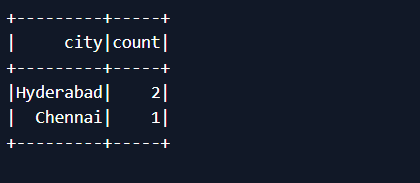 +---------+-----+
|     city|count|
+---------+-----+
|Hyderabad|    2|
|  Chennai|    1|
+---------+-----+